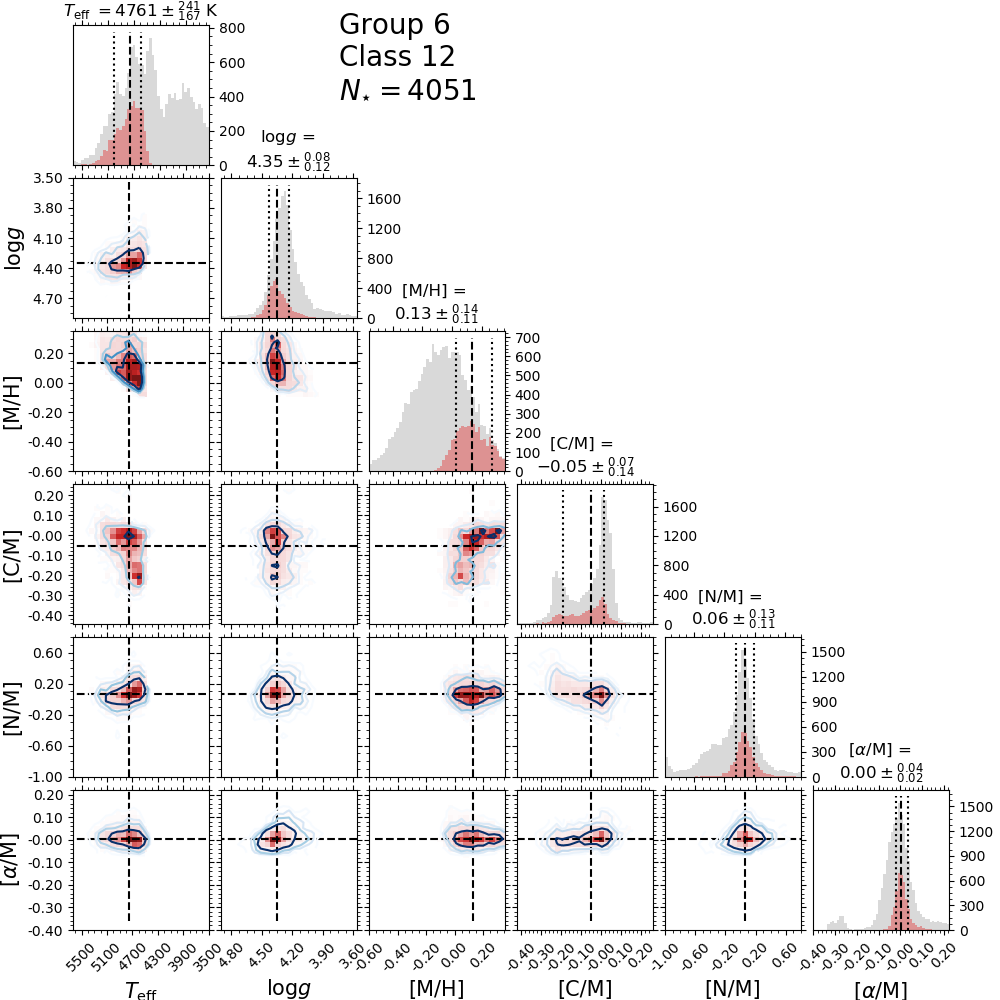 T_eff = 4761 ± 241 167 K
Group 6
Class 12
N⋆ = 4051
800
600
400
200
0
log g =
4.35 ± 0.08 0.12
3.50
3.80
4.10
4.40
4.70
log g
1600
1200
800
400
0
[M/H] =
0.13 ± 0.14 0.11
0.20
0.00
-0.20
-0.40
-0.60
[M/H]
700
600
500
400
300
200
100
0
[C/M] =
−0.05 ± 0.07 0.14
0.20
0.10
-0.00
-0.10
-0.20
-0.30
-0.40
[C/M]
1600
1200
800
400
0
[N/M] =
0.06 ± 0.13 0.11
0.60
0.20
-0.20
-0.60
-1.00
[N/M]
1500
1200
900
600
300
0
[α/M] =
0.00 ± 0.04 0.02
0.20
0.10
-0.00
-0.10
-0.20
-0.30
-0.40
[α/M]
1500
1200
900
600
300
0
5500 5100 4700 4300 3900 3500
4.80 4.50 4.20 3.90 3.60
-0.60 -0.40 -0.20 0.00 0.20
-0.40 -0.30 -0.20 -0.10 -0.00 0.10 0.20
-1.00 -0.60 -0.20 0.20 0.60
-0.40 -0.30 -0.20 -0.10 -0.00 0.10 0.20
T_eff log g [M/H] [C/M] [N/M] [α/M]